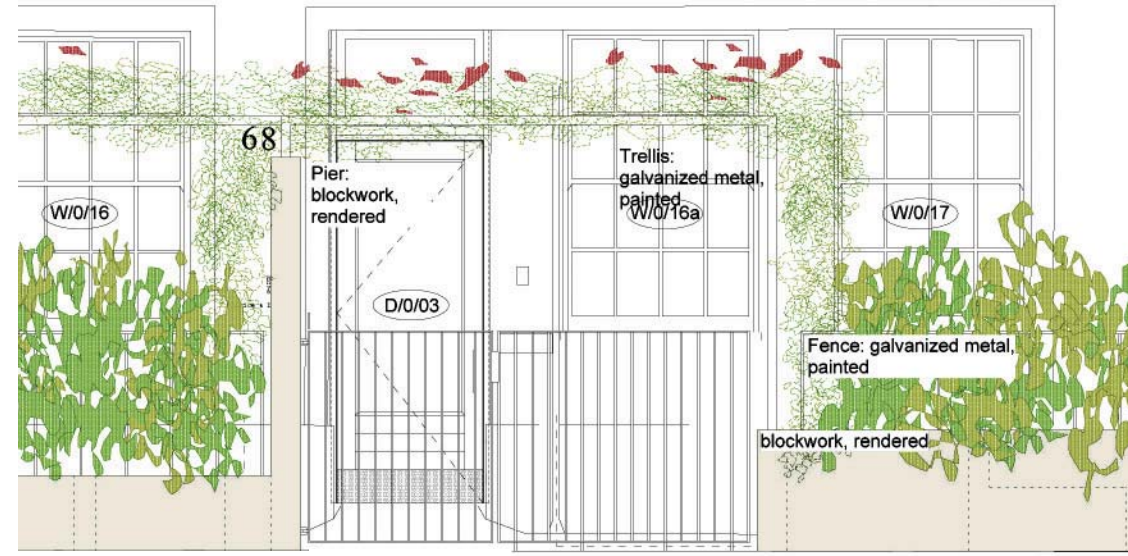 68
Pier:
blockwork,
rendered
Trellis:
galvanized metal,
painted
W/0/16
W/0/16a
W/0/17
D/0/03
Fence: galvanized metal,
painted
blockwork, rendered